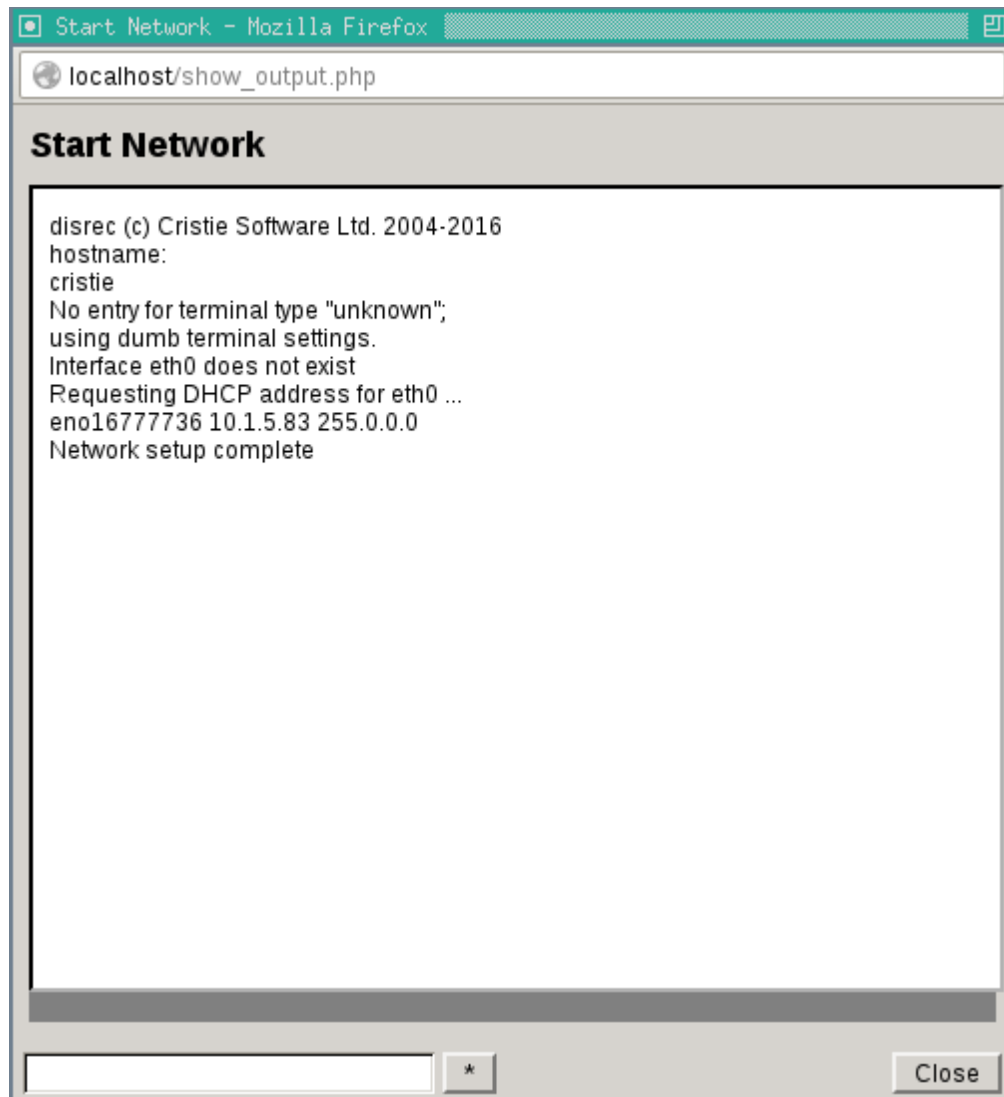 Start Network - Mozilla Firefox
localhost/show_output.php
Start Network
disrec (c) Cristie Software Ltd. 2004-2016
hostname:
cristie
No entry for terminal type "unknown";
using dumb terminal settings.
Interface eth0 does not exist
Requesting DHCP address for eth0 ...
eno16777736 10.1.5.83 255.0.0.0
Network setup complete
* Close